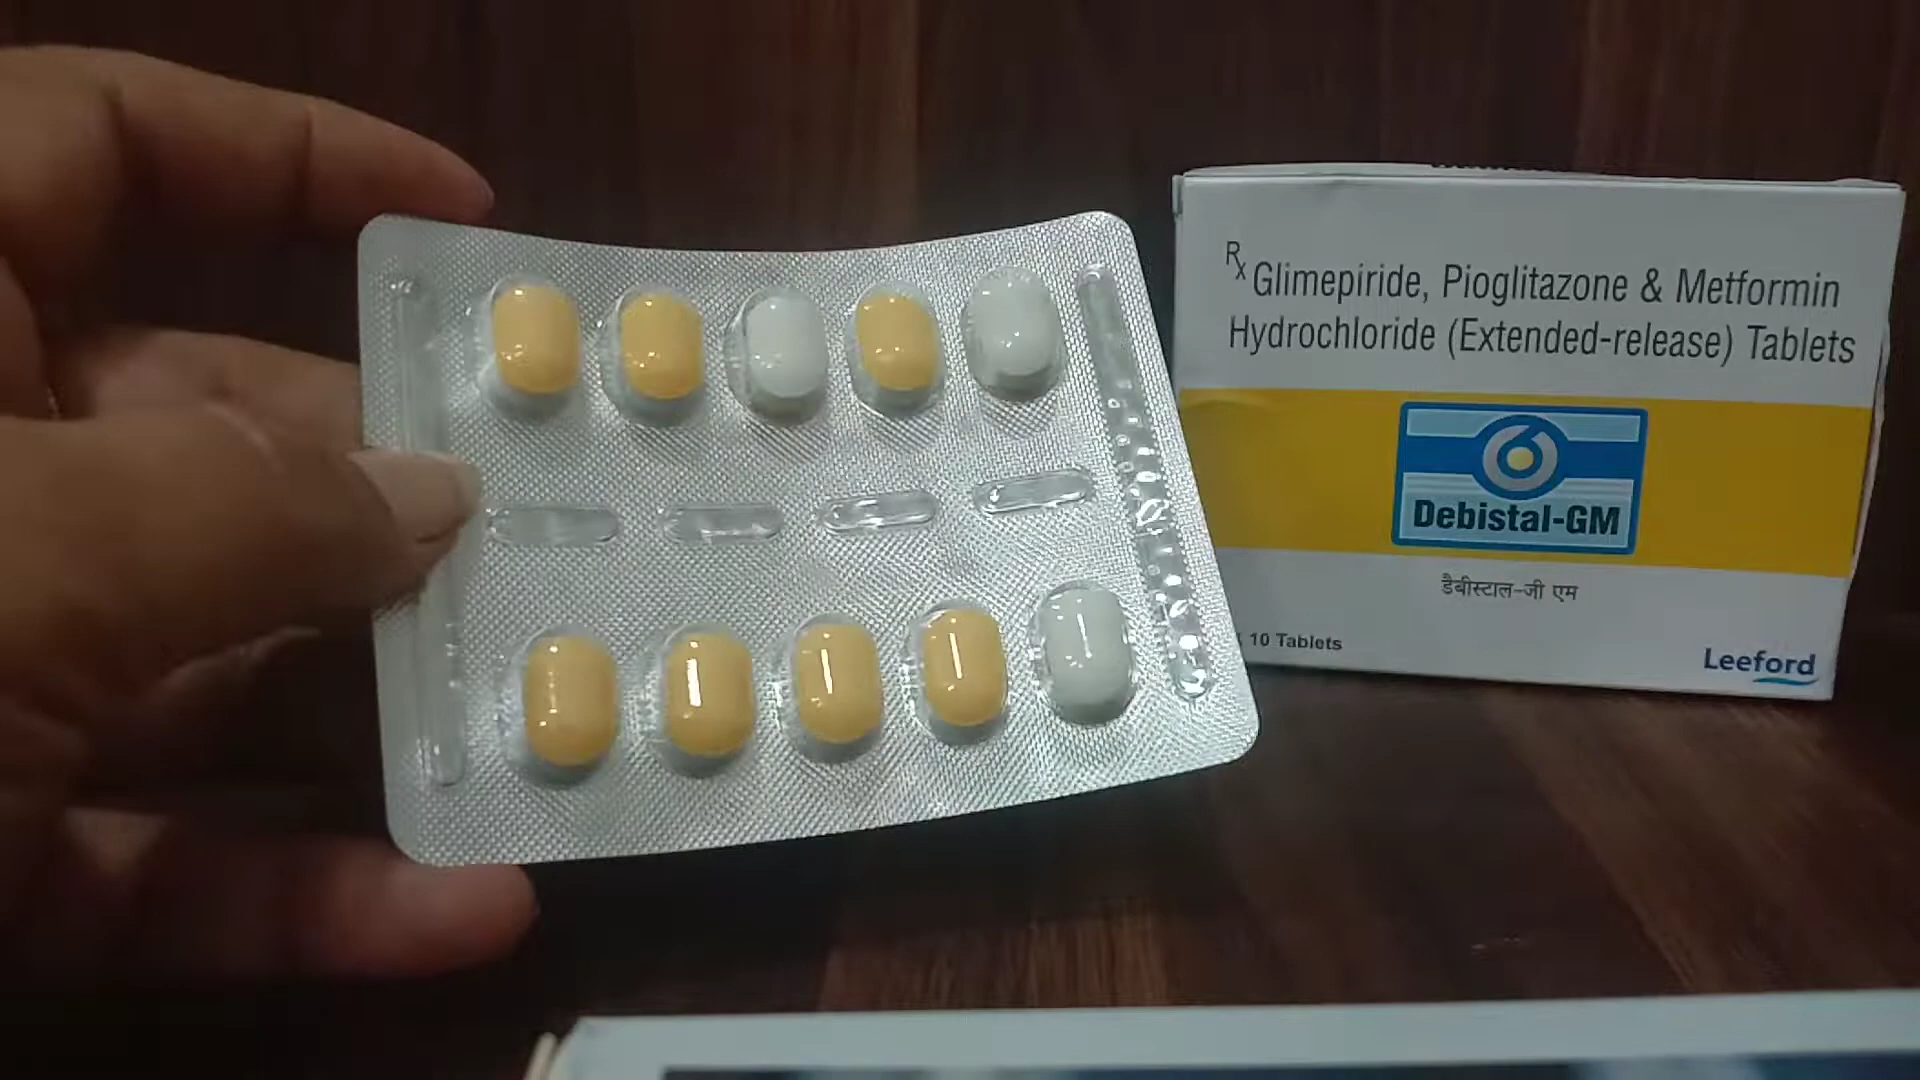 Rx Glimepiride, Pioglitazone & Metformin
Hydrochloride (Extended-release) Tablets
Debistal-GM
डैबीस्टाल-जी एम
10 Tablets
Leeford